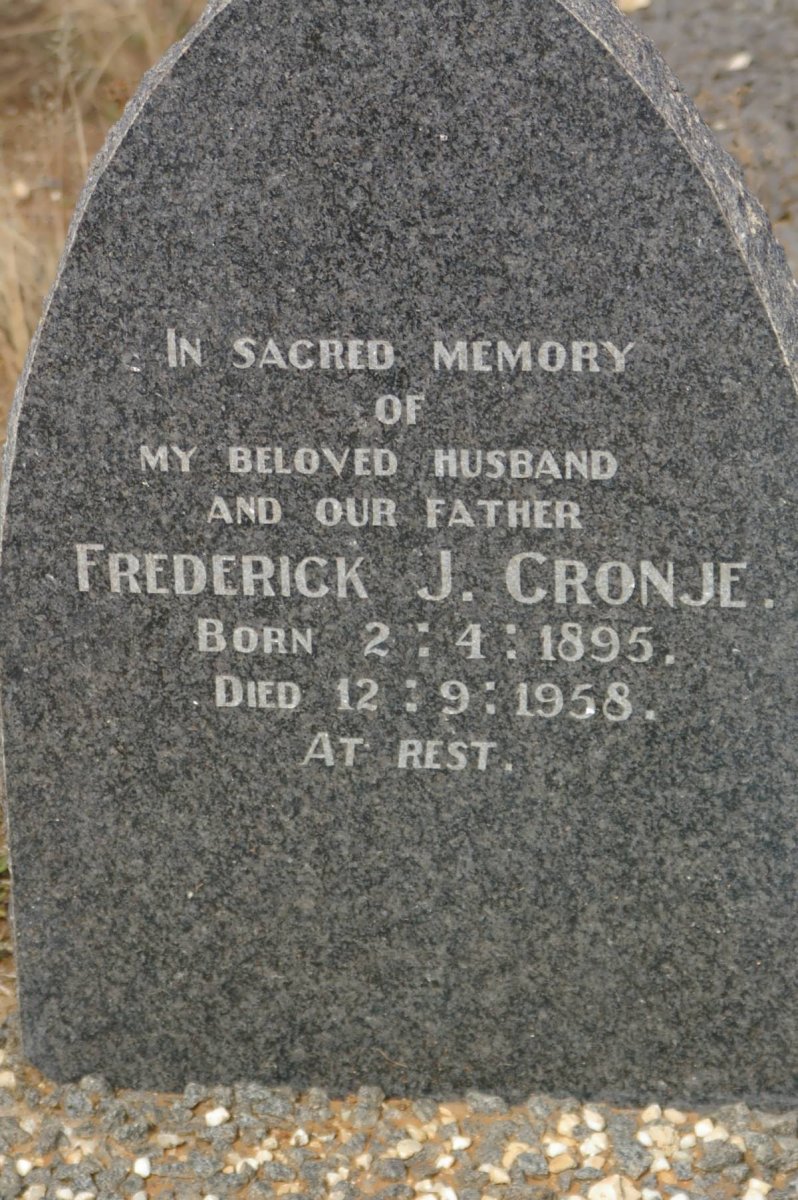 In sacred memory
of
my beloved husband
and our father
Frederick J. Cronje.
Born 2:4:1895.
Died 12:9:1958.
At rest.